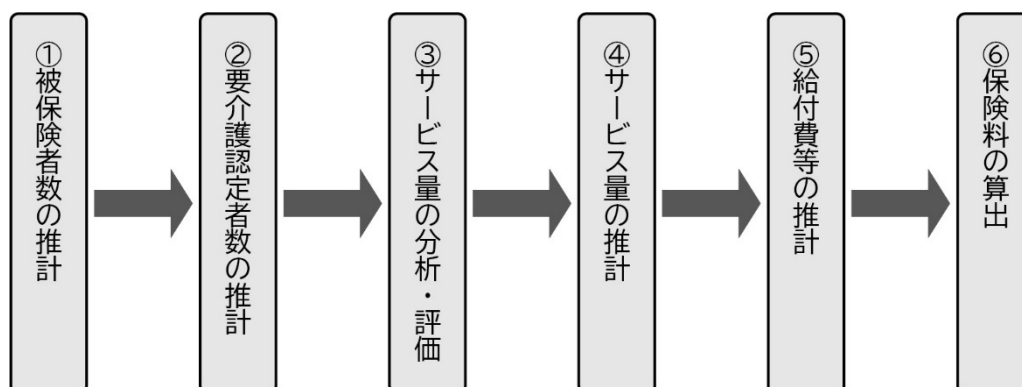 ①被保険者数の推計
②要介護認定者数の推計
③サービス量の分析・評価
④サービス量の推計
⑤給付費等の推計
⑥保険料の算出